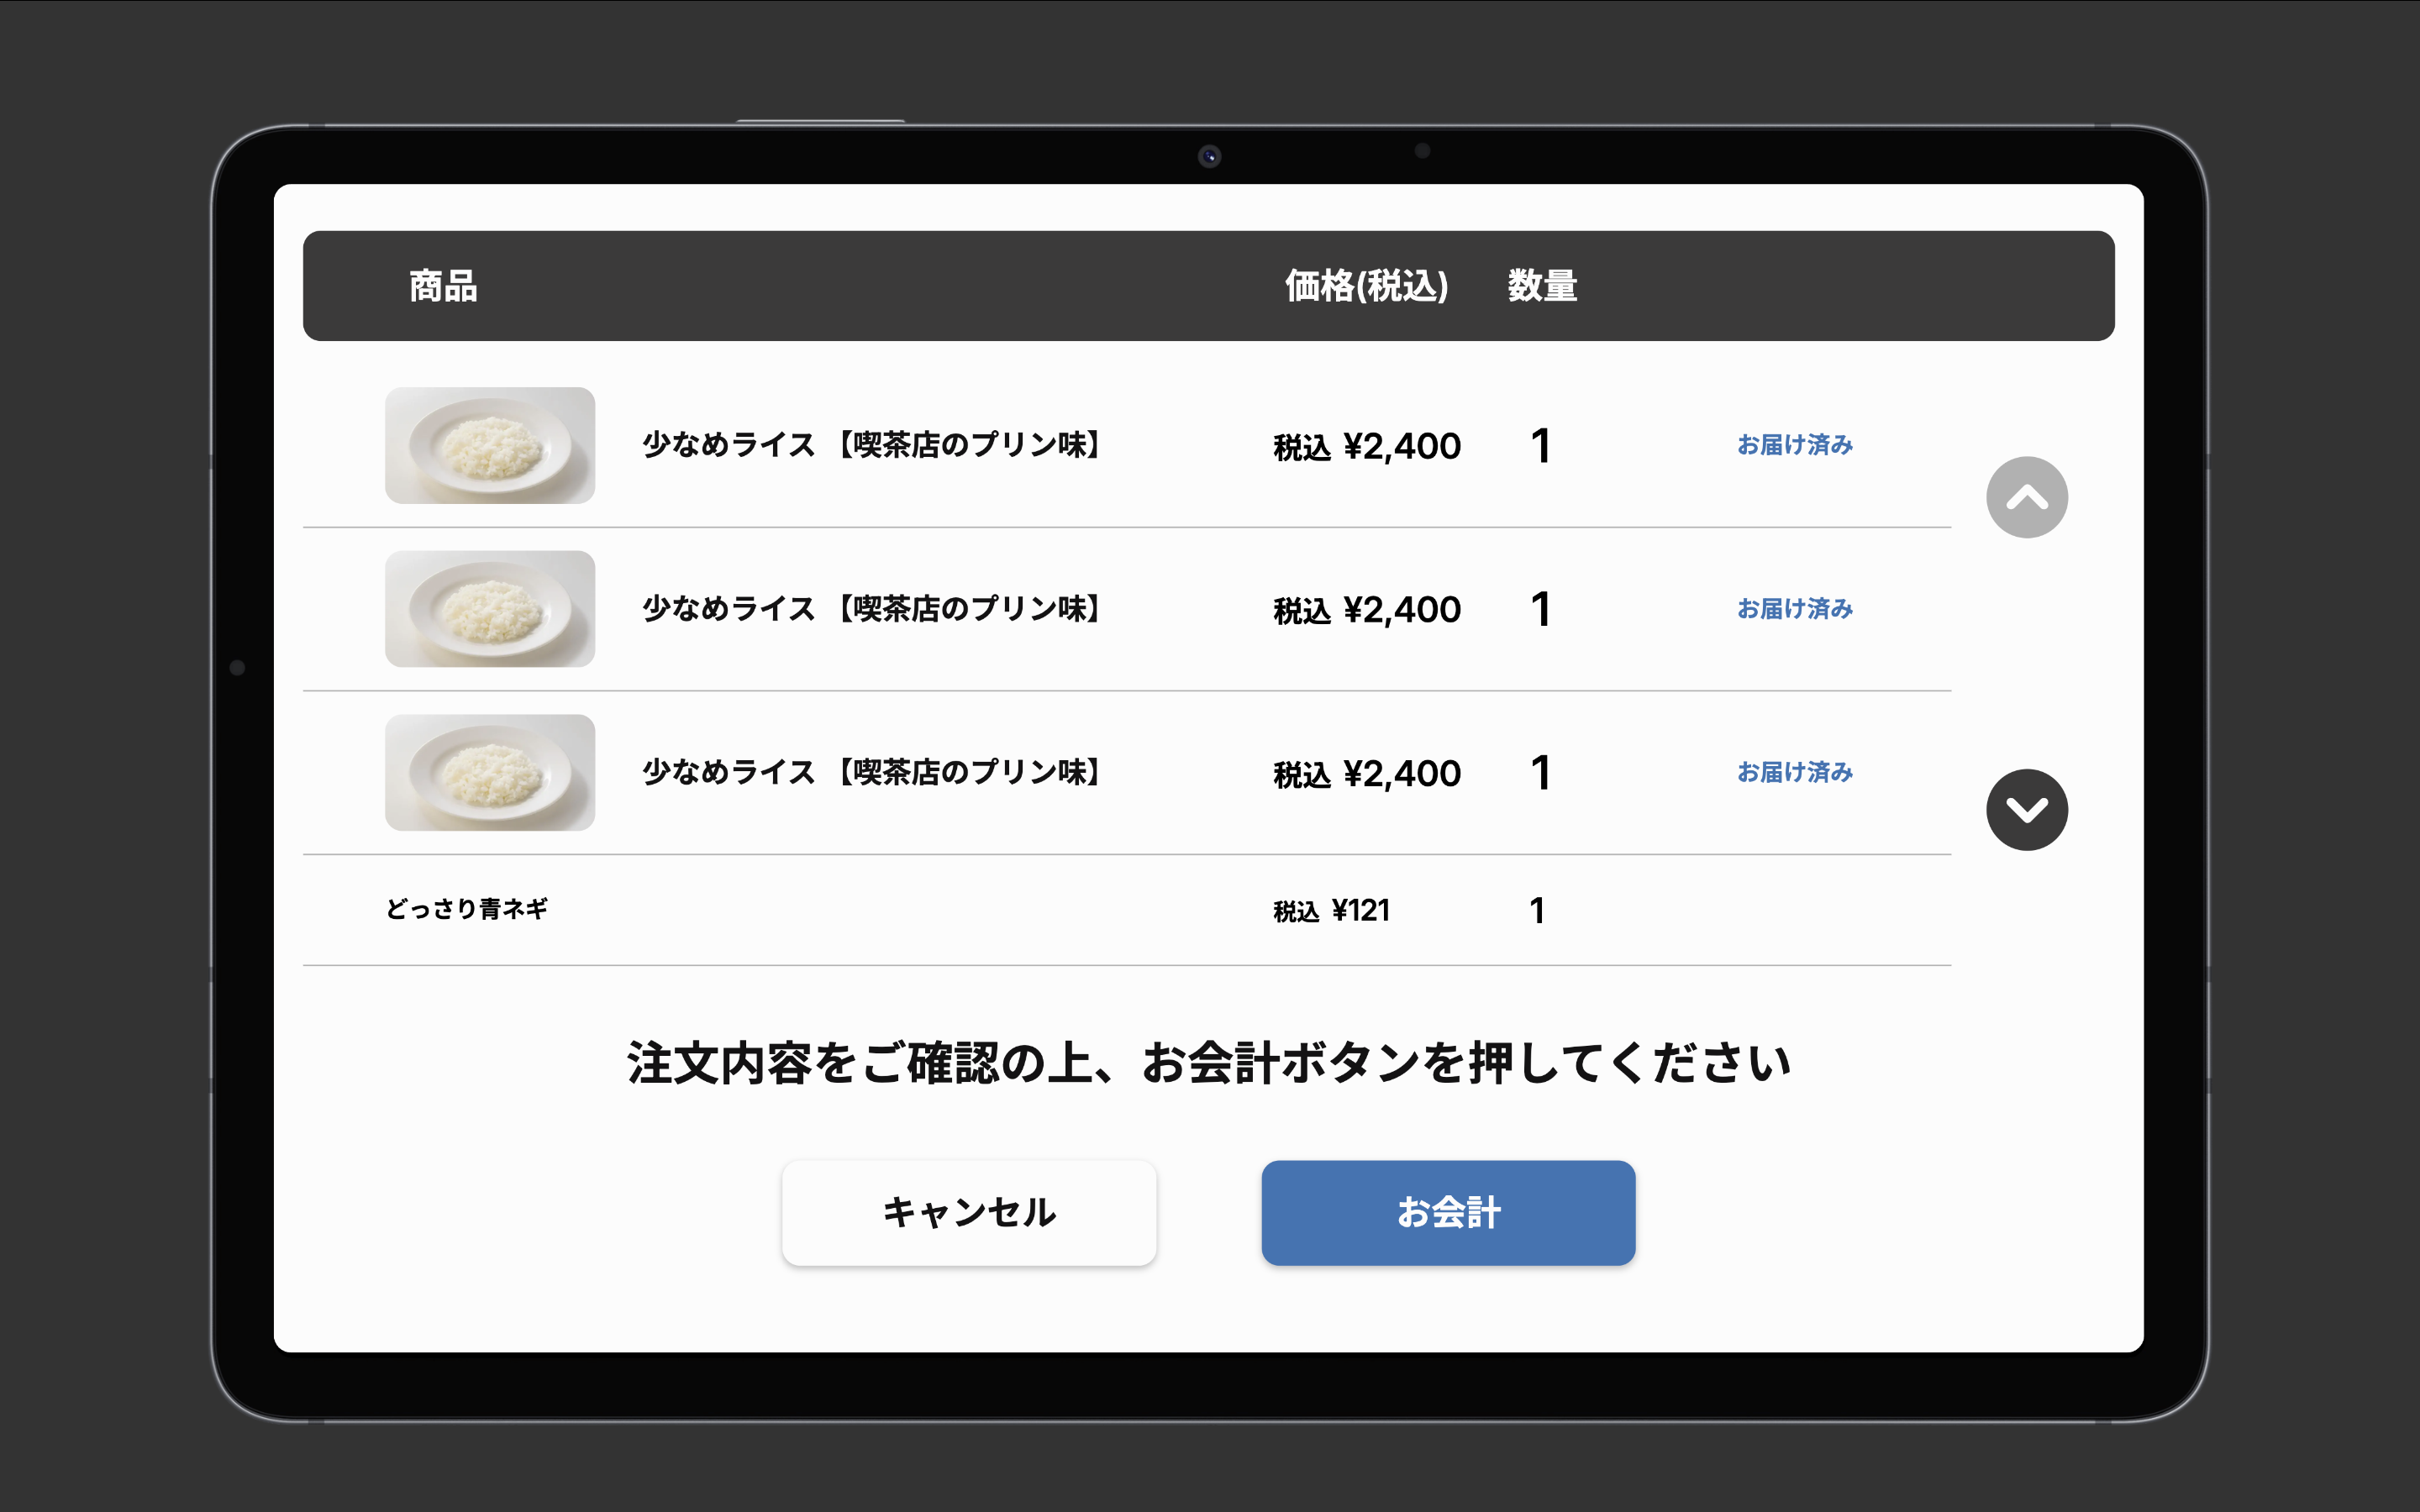 商品 価格(税込) 数量
少なめライス 【喫茶店のプリン味】 税込 ¥2,400 1 お届け済み
少なめライス 【喫茶店のプリン味】 税込 ¥2,400 1 お届け済み
少なめライス 【喫茶店のプリン味】 税込 ¥2,400 1 お届け済み
どっさり青ネギ 税込 ¥121 1
注文内容をご確認の上、お会計ボタンを押してください
キャンセル お会計